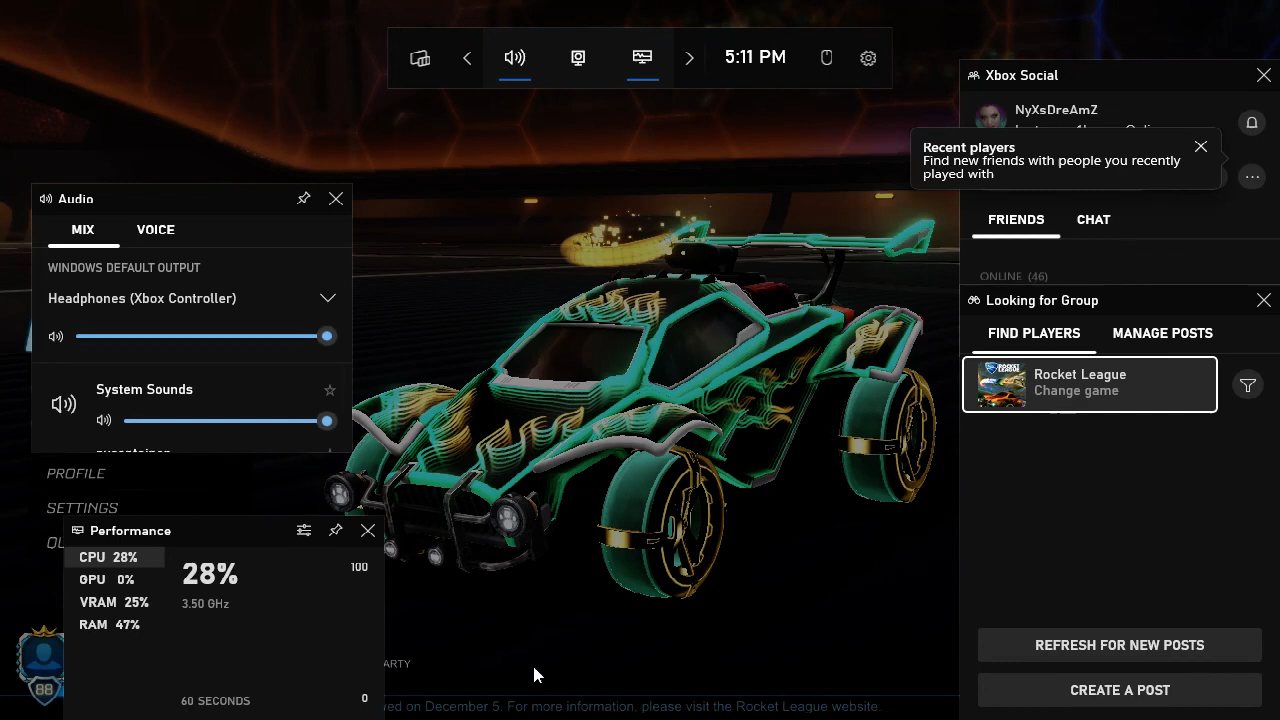 5:11 PM
Xbox Social
NyXsDreAmZ
Recent players
Find new friends with people you recently
played with
FRIENDS CHAT
ONLINE (46)
Looking for Group
FIND PLAYERS MANAGE POSTS
Rocket League
Change game
REFRESH FOR NEW POSTS
CREATE A POST
Audio
MIX VOICE
WINDOWS DEFAULT OUTPUT
Headphones (Xbox Controller)
System Sounds
PROFILE
SETTINGS
Performance
CPU 28%
GPU 0%
VRAM 25%
RAM 47%
28%
3.50 GHz
100
60 SECONDS
0
88
on December 5. For more information, please visit the Rocket League website.